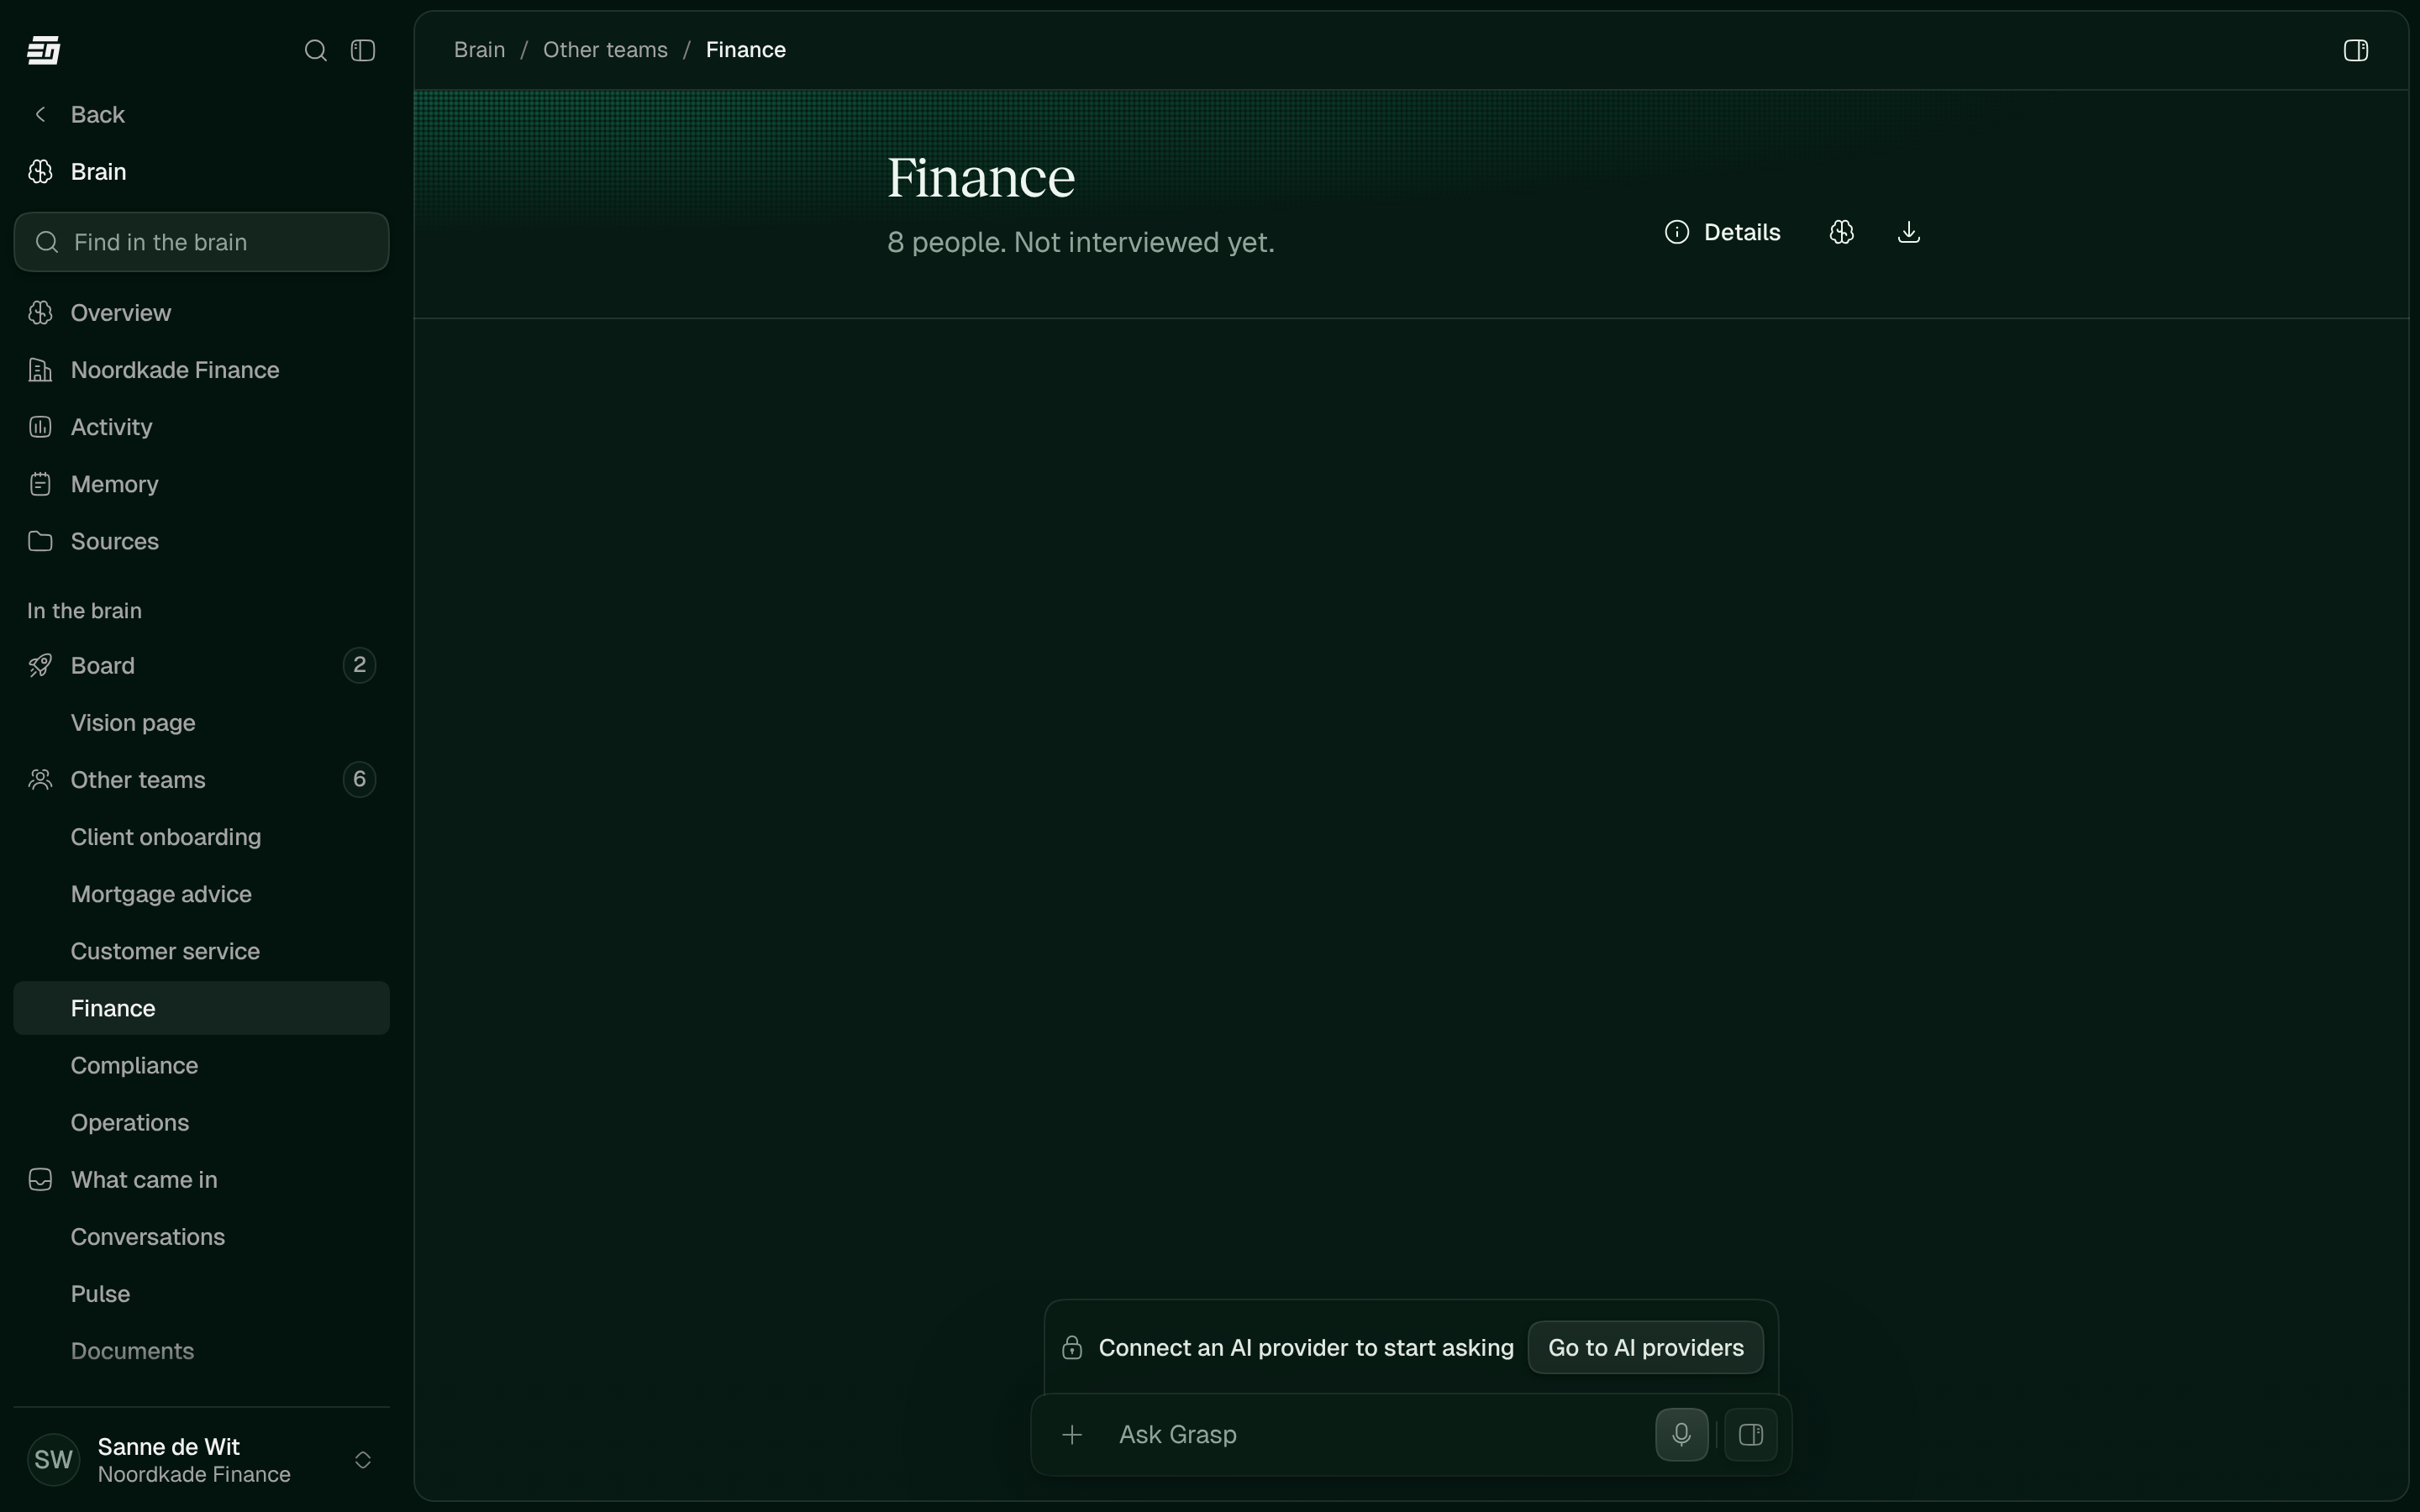 Back
Brain
Find in the brain
Overview
Noordkade Finance
Activity
Memory
Sources
In the brain
Board 2
Vision page
Other teams 6
Client onboarding
Mortgage advice
Customer service
Finance
Compliance
Operations
What came in
Conversations
Pulse
Documents
SW
Sanne de Wit
Noordkade Finance
Brain / Other teams / Finance
Finance
8 people. Not interviewed yet.
Details
Connect an AI provider to start asking
Go to AI providers
Ask Grasp